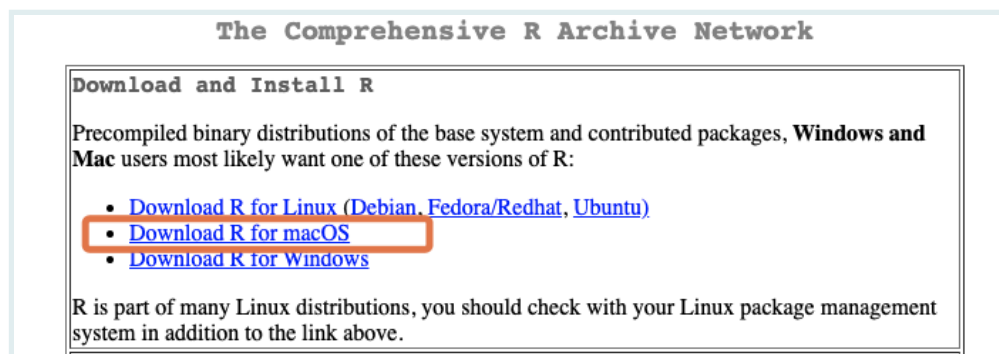 The Comprehensive R Archive Network
Download and Install R
Precompiled binary distributions of the base system and contributed packages, Windows and
Mac users most likely want one of these versions of R:
• Download R for Linux (Debian, Fedora/Redhat, Ubuntu)
• Download R for macOS
• Download R for Windows
R is part of many Linux distributions, you should check with your Linux package management
system in addition to the link above.